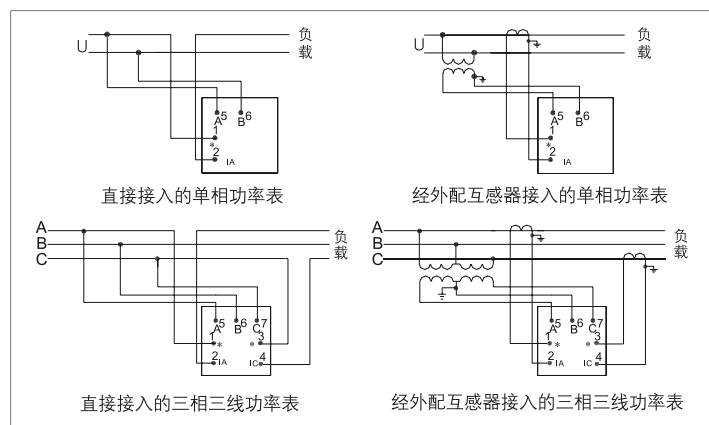 U
负
载
A5 B6
1
*
2
IA
直接接入的单相功率表
U
负
载
A5 B6
1
*
2
IA
经外配互感器接入的单相功率表
A
B
C
负
载
A5 B6 C7
1 * * 3
2 IA IC 4
直接接入的三相三线功率表
A
B
C
负
载
A5 B6 C7
1 * * 3
2 IA IC 4
经外配互感器接入的三相三线功率表